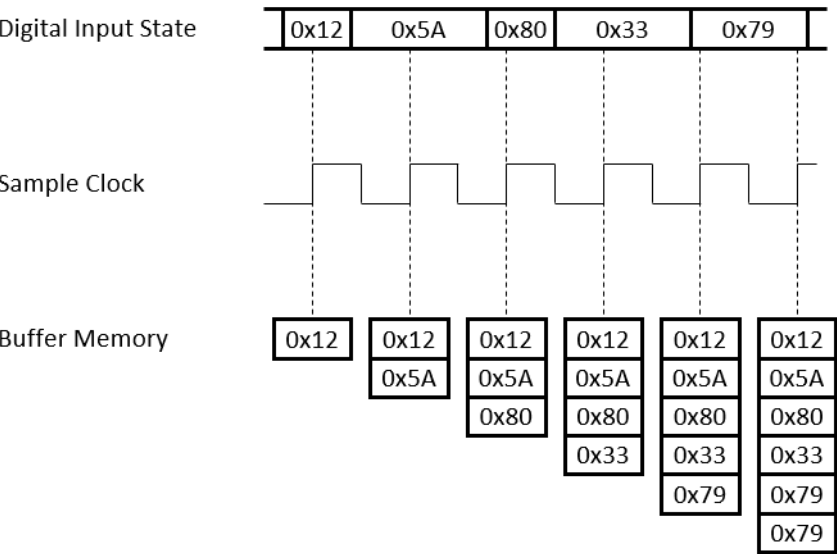 Digital Input State 0x12 0x5A 0x80 0x33 0x79
Sample Clock
Buffer Memory 0x12 0x12 0x12 0x12 0x12 0x12
0x5A 0x5A 0x5A 0x5A 0x5A
0x80 0x80 0x80 0x80
0x33 0x33 0x33
0x79 0x79
0x79